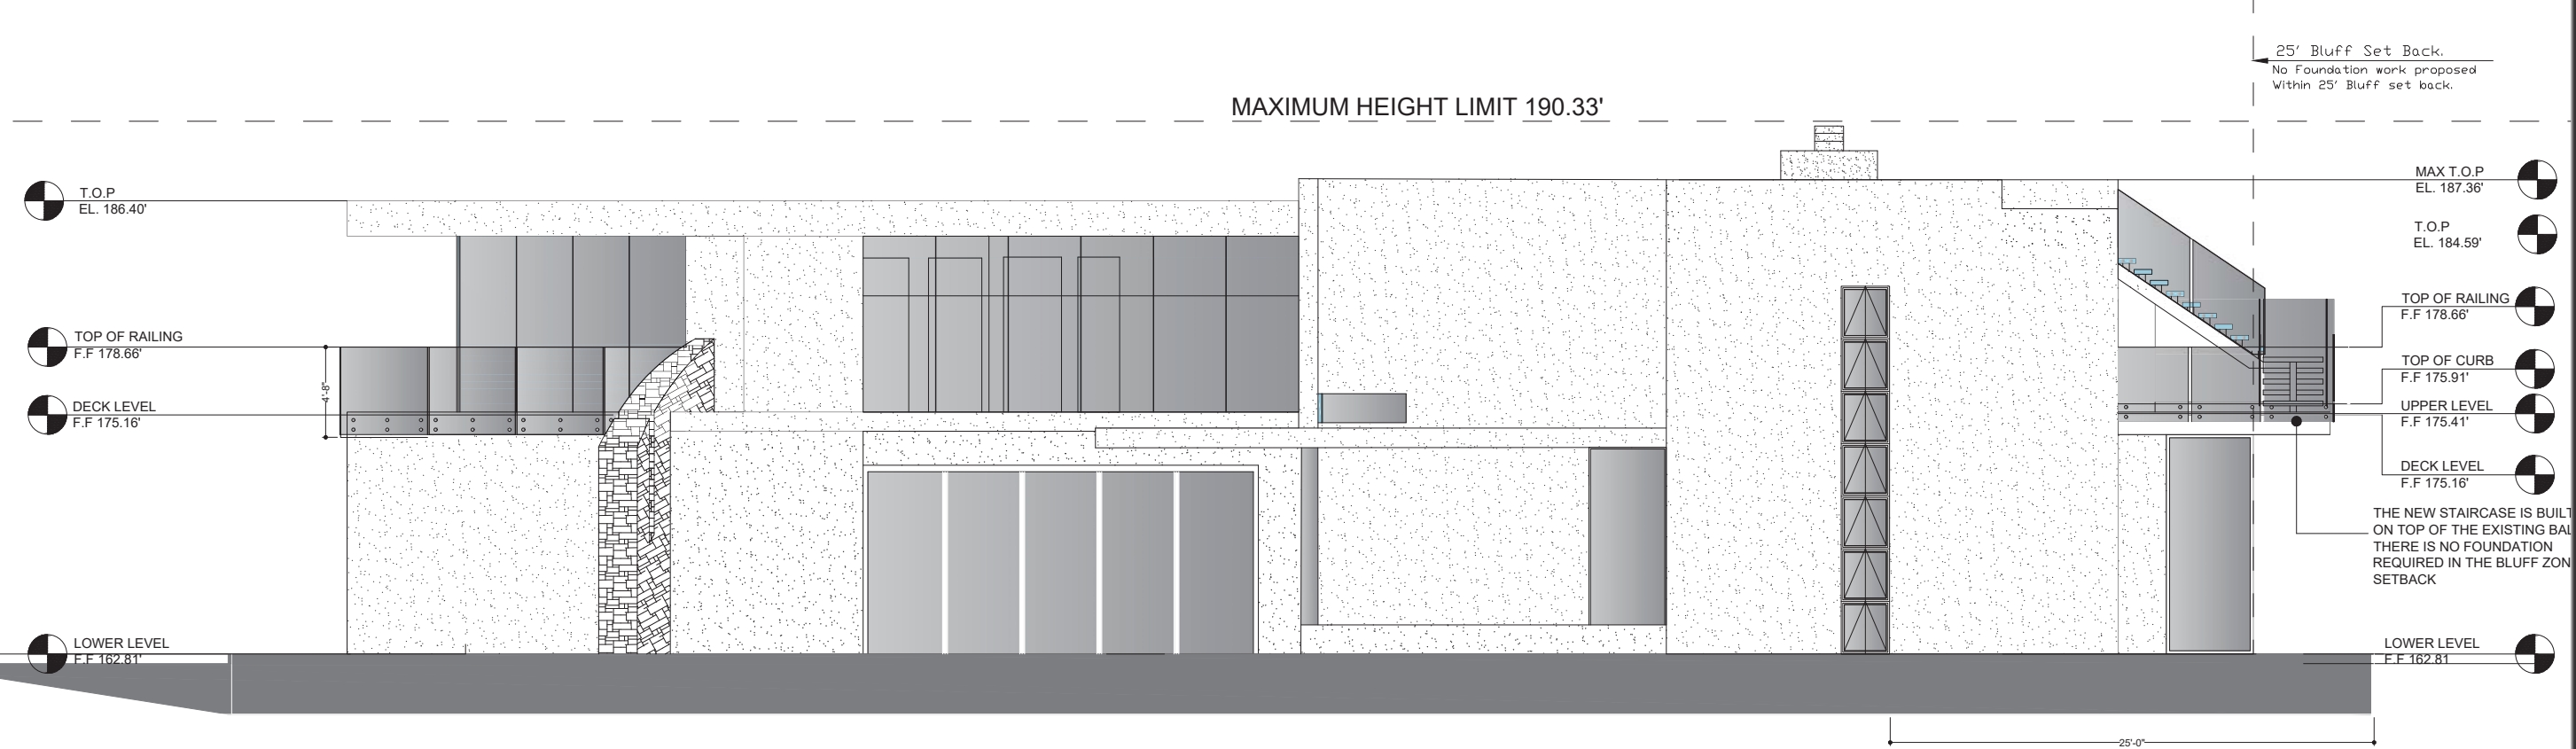 25' Bluff Set Back.
No Foundation work proposed
Within 25' Bluff set back.
MAXIMUM HEIGHT LIMIT 190.33'
T.O.P
EL. 186.40'
TOP OF RAILING
F.F 178.66'
4'-8"
DECK LEVEL
F.F 175.16'
LOWER LEVEL
F.F 162.81'
MAX T.O.P
EL. 187.36'
T.O.P
EL. 184.59'
TOP OF RAILING
F.F 178.66'
TOP OF CURB
F.F 175.91'
UPPER LEVEL
F.F 175.41'
DECK LEVEL
F.F 175.16'
THE NEW STAIRCASE IS BUILT
ON TOP OF THE EXISTING BAL
THERE IS NO FOUNDATION
REQUIRED IN THE BLUFF ZON
SETBACK
LOWER LEVEL
F.F 162.81
25'-0"